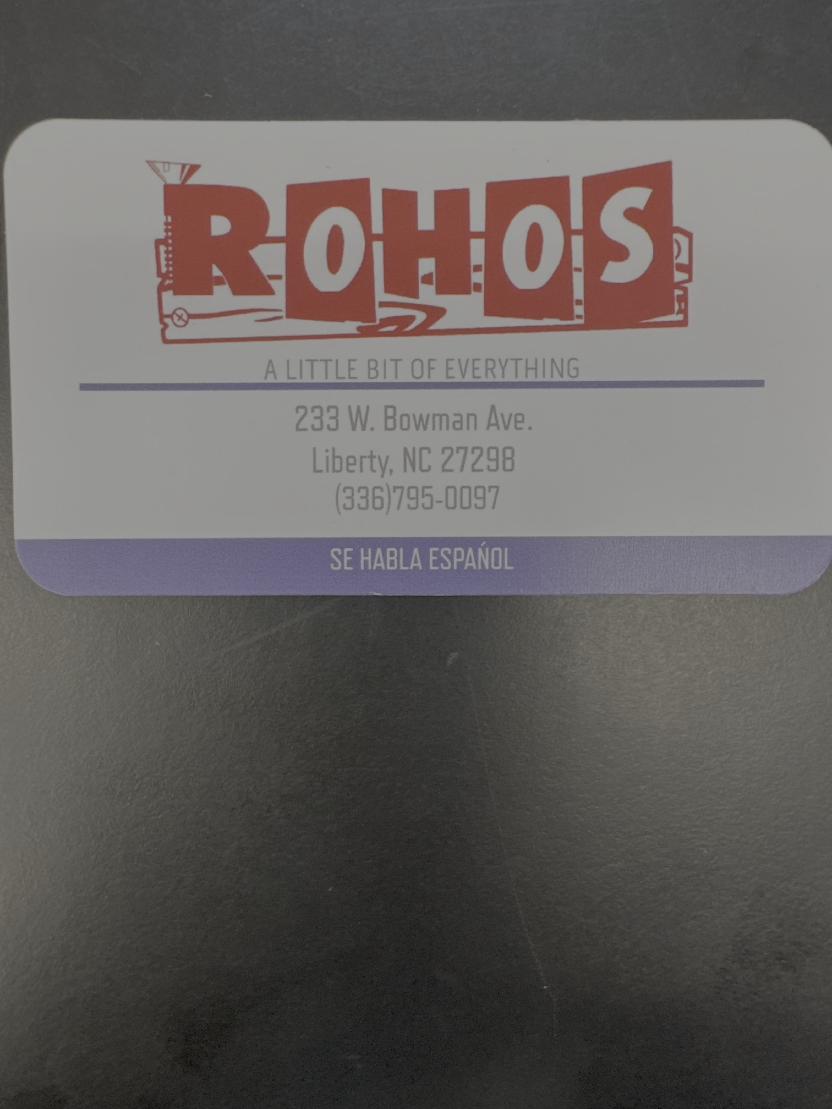 ROHOS
A LITTLE BIT OF EVERYTHING
233 W. Bowman Ave.
Liberty, NC 27298
(336)795-0097
SE HABLA ESPAÑOL